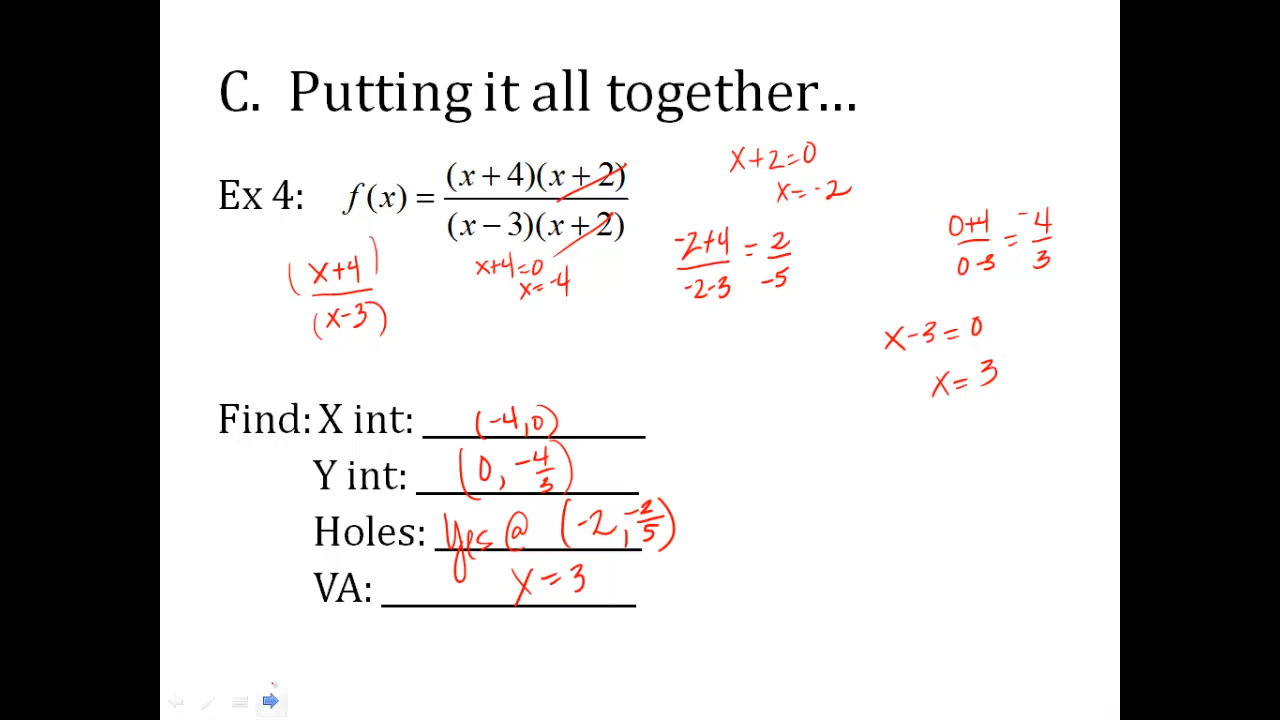 C. Putting it all together…
Ex 4: f(x) = (x + 4)(x + 2) / (x − 3)(x + 2)
x+2=0
x=-2
(x+4) / (x-3)
x+4=0
x=-4
-2+4 / -2-3 = 2 / -5
0+4 / 0-3 = -4/3
x-3=0
x=3
Find: X int: (-4,0)
Y int: (0, -4/3)
Holes: Yes @ (-2, -2/5)
VA: x=3